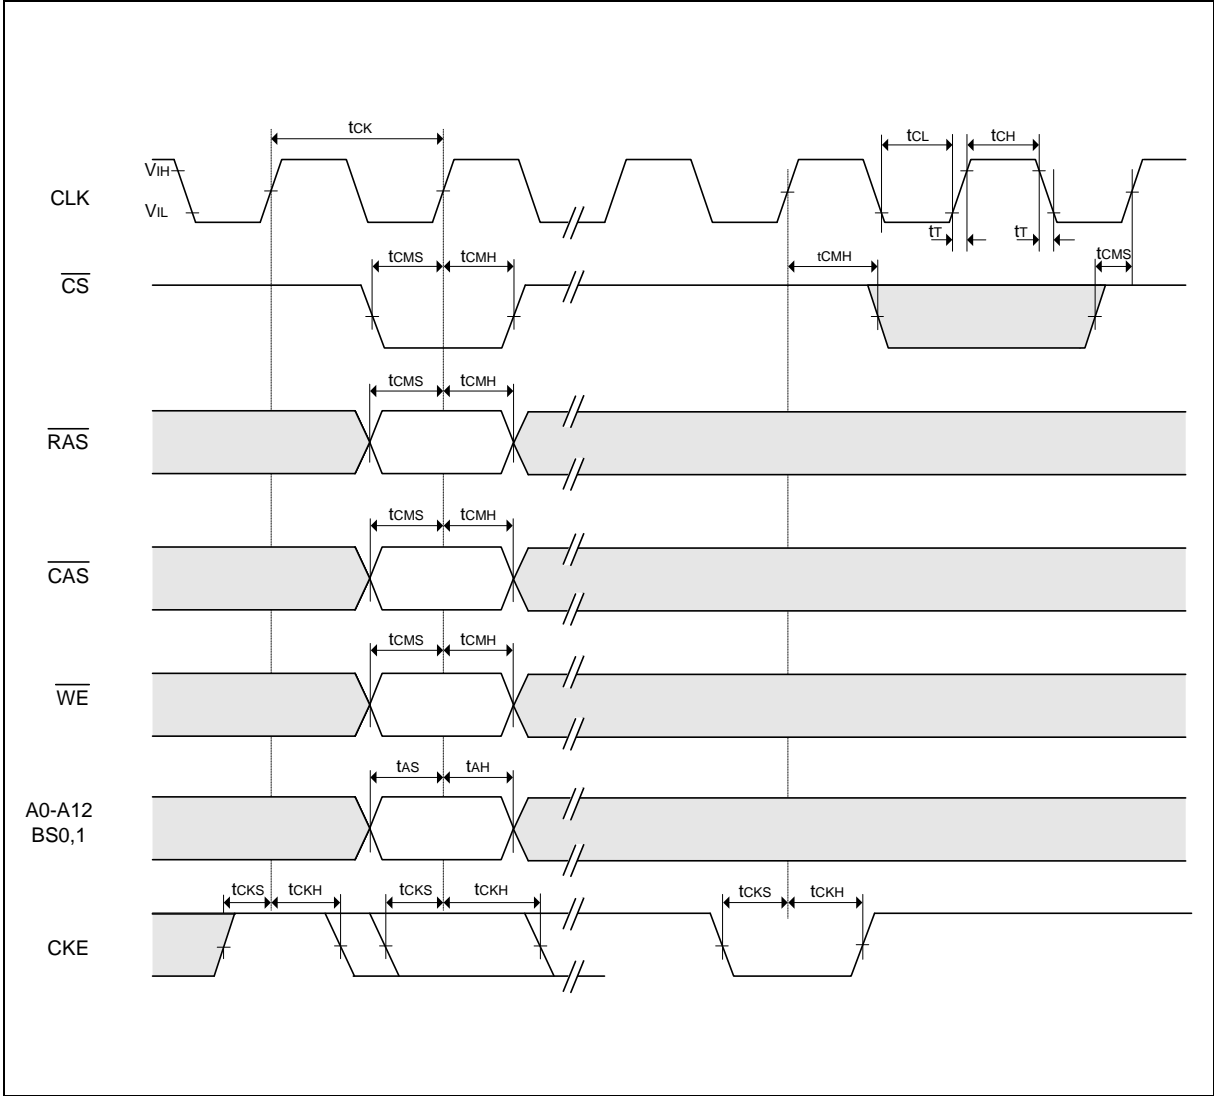 tCK
tCL tCH
VIH
CLK
VIL
tT tT
tCMS tCMH tCMH tCMS
CS
tCMS tCMH
RAS
tCMS tCMH
CAS
tCMS tCMH
WE
tAS tAH
A0-A12
BS0,1
tCKS tCKH tCKS tCKH tCKS tCKH
CKE